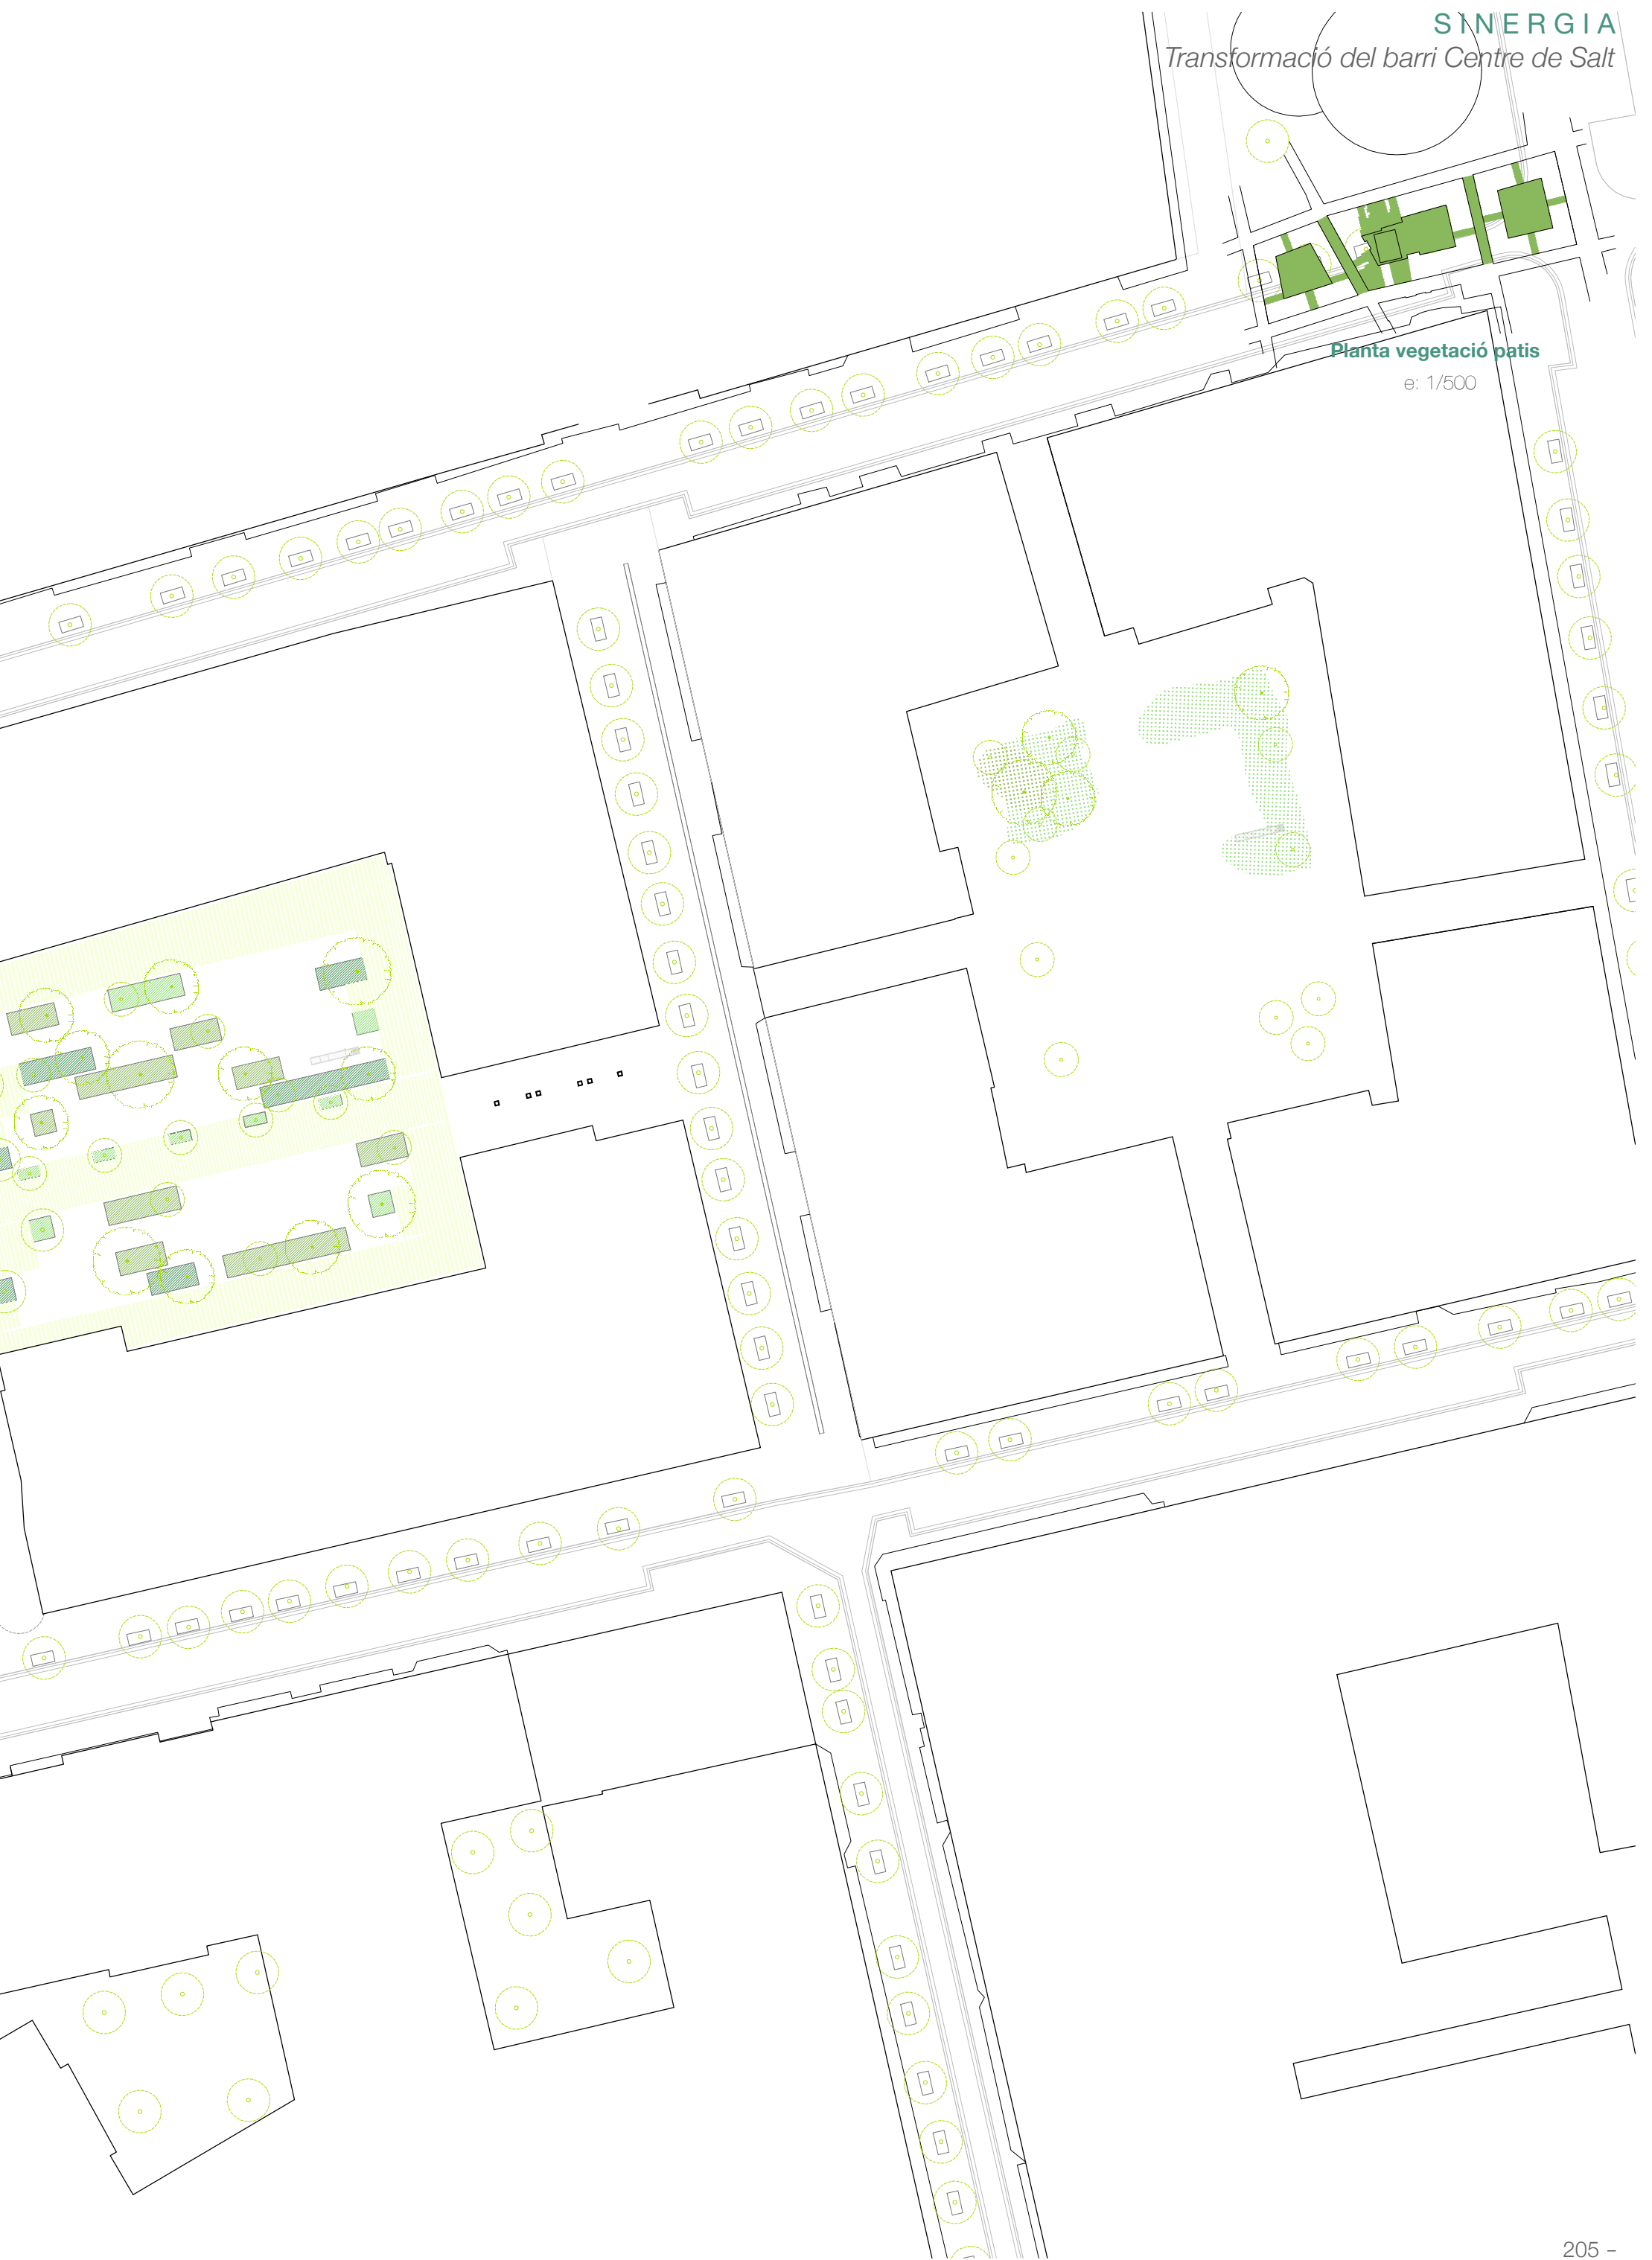 SINERGIA
Transformació del barri Centre de Salt
Planta vegetació patis
e: 1/500
205 -